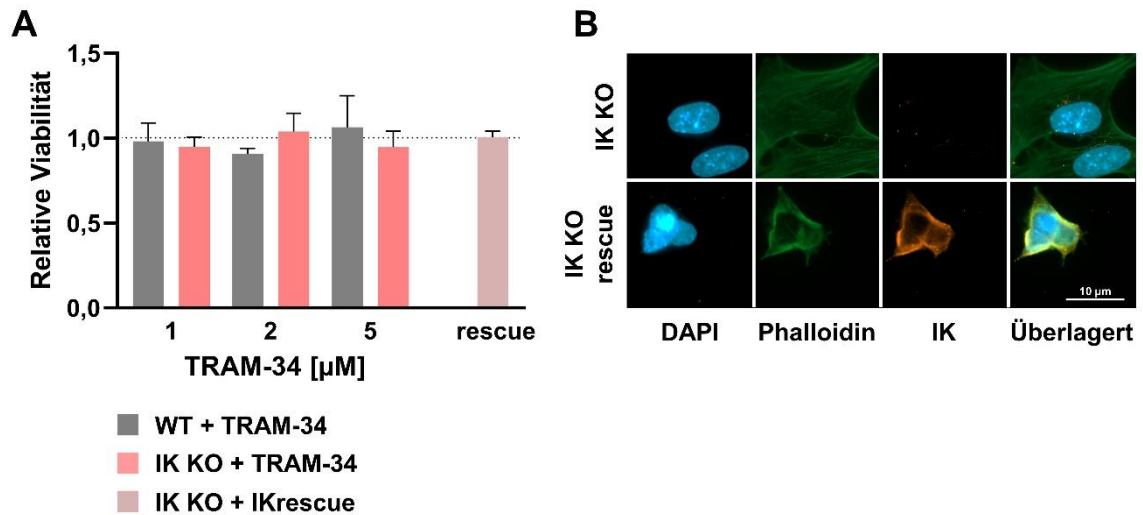 A
Relative Viabilität
1,5
1,0
0,5
0,0
1
2
5
rescue
TRAM-34 [µM]
WT + TRAM-34
IK KO + TRAM-34
IK KO + IKrescue
B
IK KO
IK KO
rescue
10 µm
DAPI
Phalloidin
IK
Überlagert